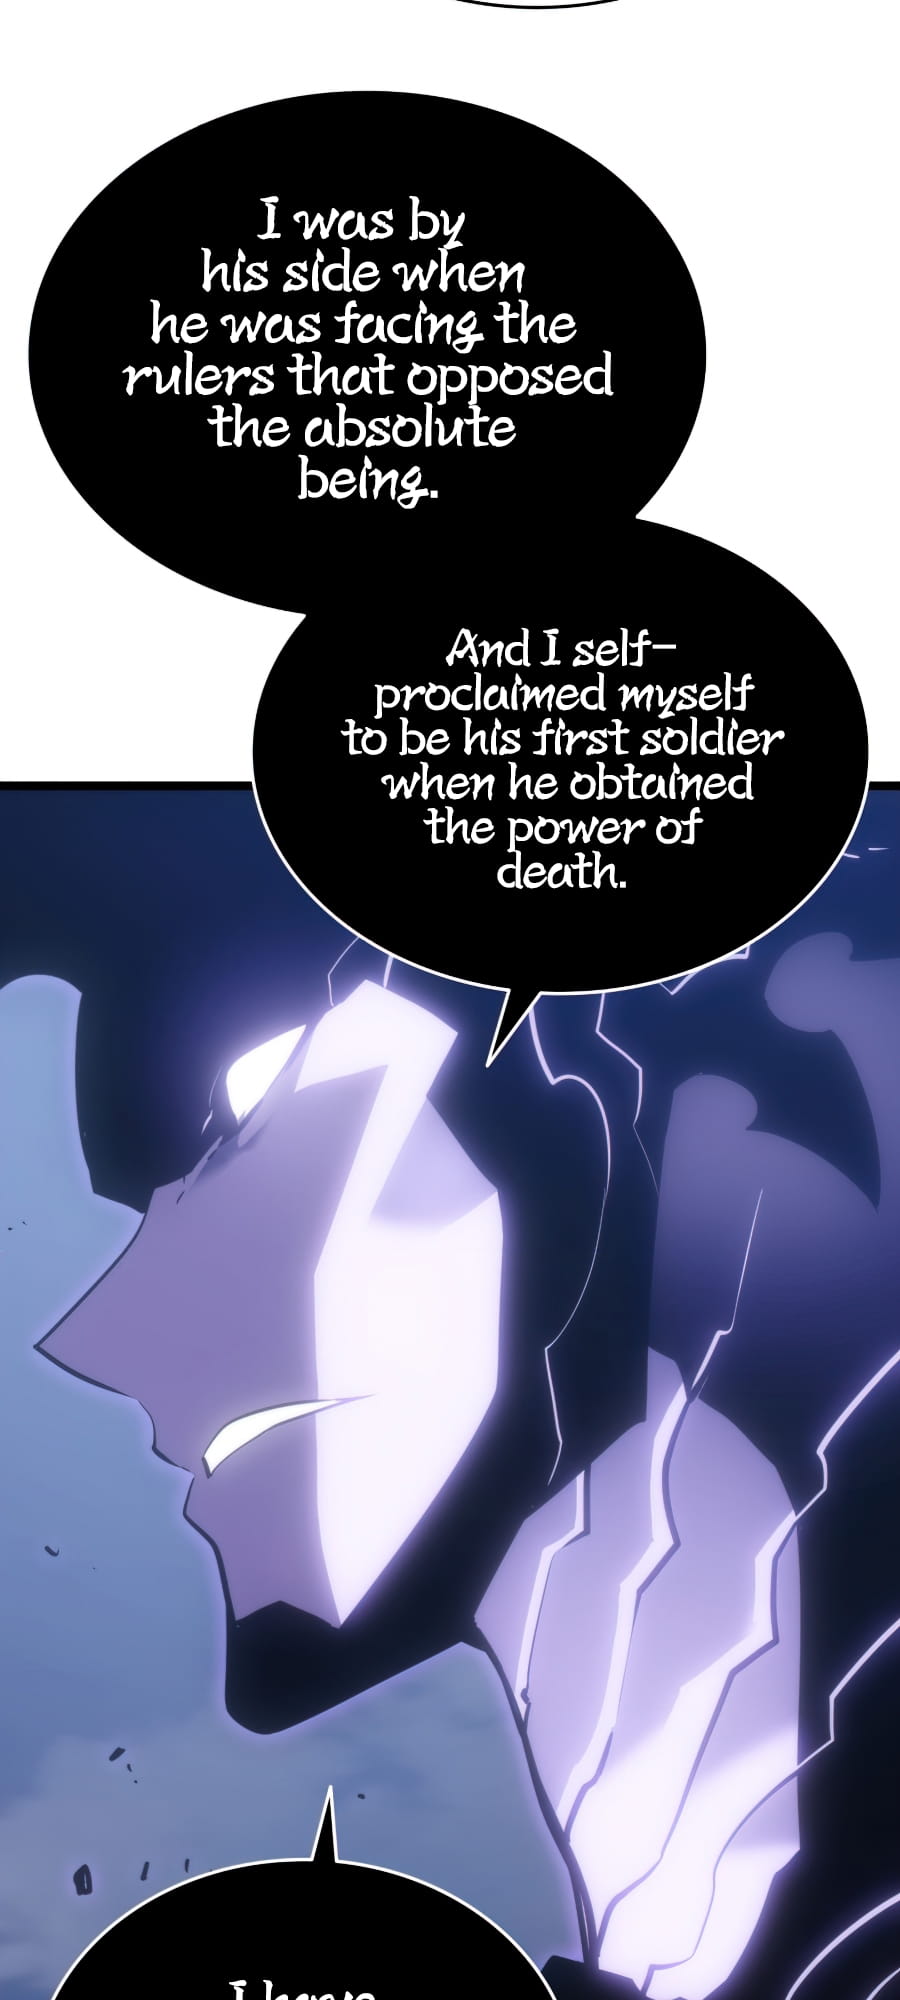 I was by
his side when
he was facing the
rulers that opposed
the absolute
being.
And I self-
proclaimed myself
to be his first soldier
when he obtained
the power of
death.
I have